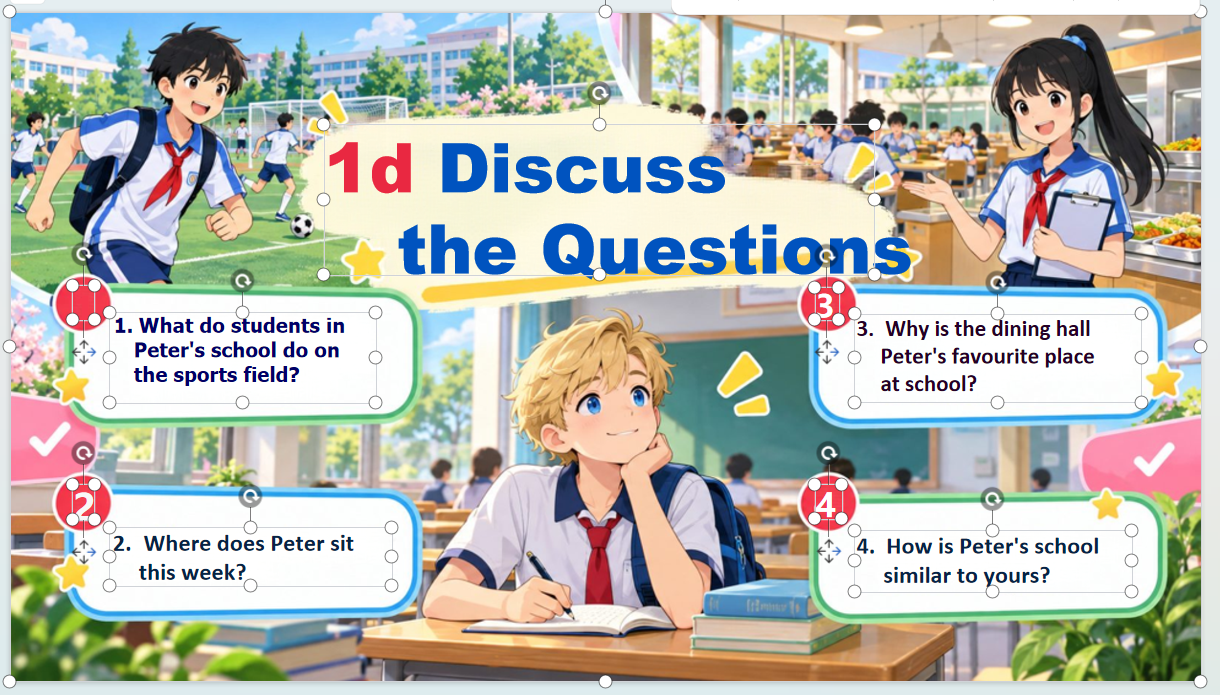 1d Discuss
the Questions
1. What do students in
Peter's school do on
the sports field?
2
2. Where does Peter sit
this week?
3
3. Why is the dining hall
Peter's favourite place
at school?
4
4. How is Peter's school
similar to yours?